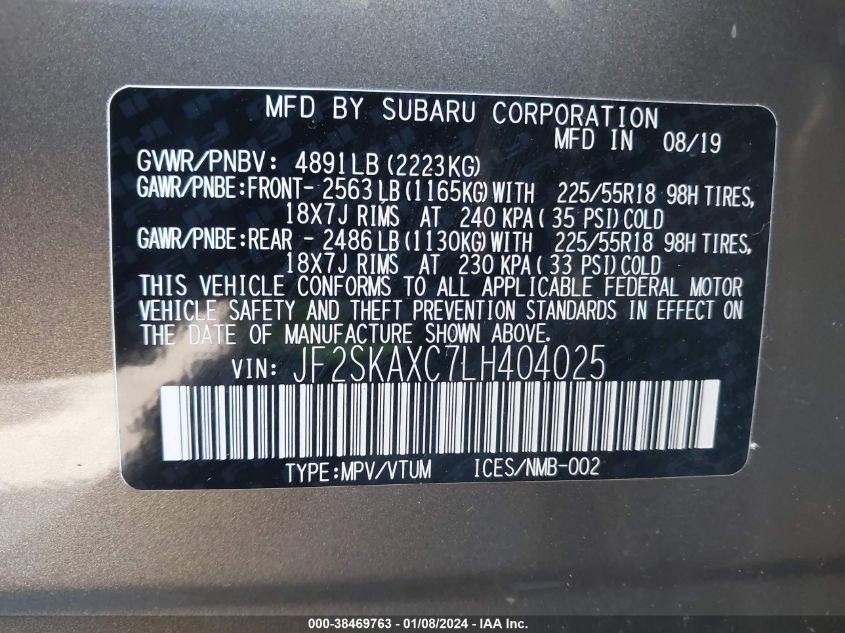 MFD BY SUBARU CORPORATION
MFD IN 08/19
GVWR/PNBV: 4891LB (2223KG)
GAWR/PNBE:FRONT- 2563LB (1165KG)WITH 225/55R18 98H TIRES,
18X7J RIMS AT 240 KPA( 35 PSI)COLD
GAWR/PNBE:REAR - 2486LB (1130KG)WITH 225/55R18 98H TIRES,
18X7J RIMS AT 230 KPA( 33 PSI)COLD
THIS VEHICLE CONFORMS TO ALL APPLICABLE FEDERAL MOTOR
VEHICLE SAFETY AND THEFT PREVENTION STANDARDS IN EFFECT ON
THE DATE OF MANUFACTURE SHOWN ABOVE.
VIN: JF2SKAXC7LH404025
TYPE:MPV/VTUM ICES/NMB-002
000-38469763 - 01/08/2024 - IAA Inc.